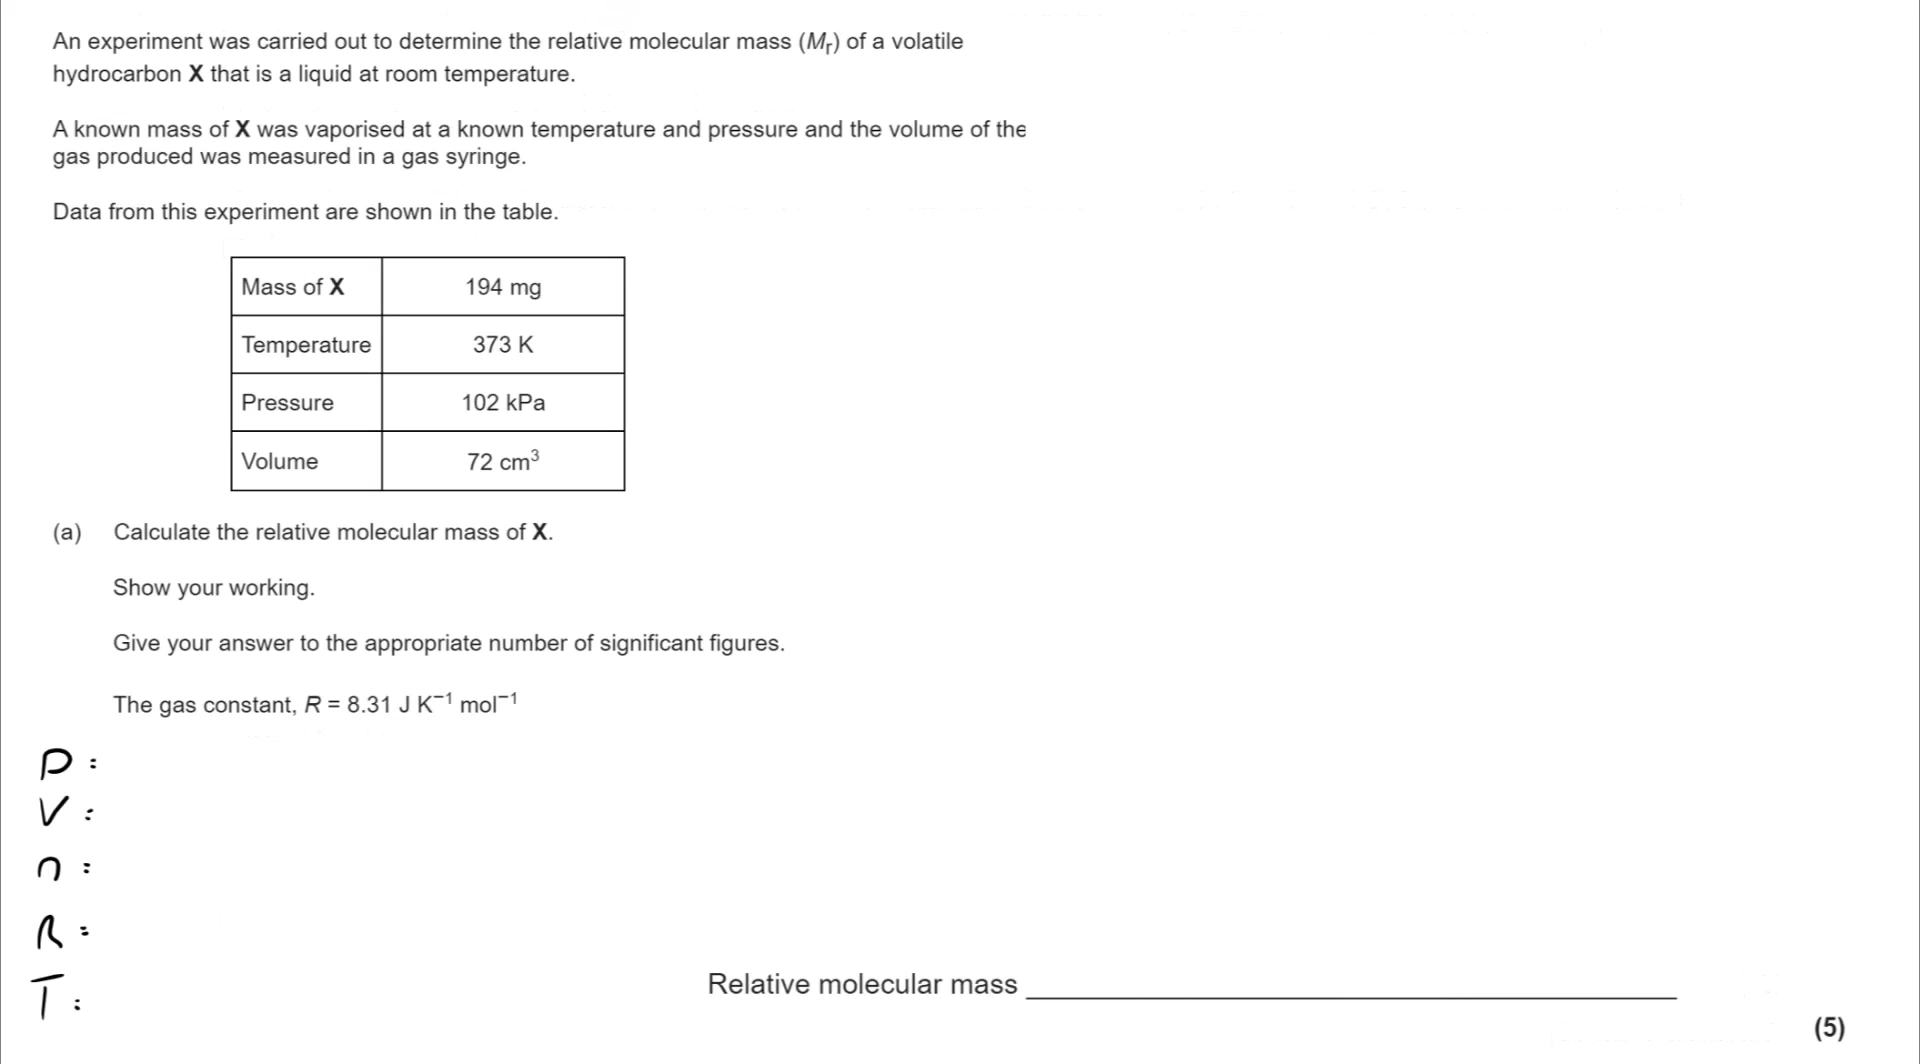 An experiment was carried out to determine the relative molecular mass (Mr) of a volatile
hydrocarbon X that is a liquid at room temperature.
A known mass of X was vaporised at a known temperature and pressure and the volume of the
gas produced was measured in a gas syringe.
Data from this experiment are shown in the table.
Mass of X 194 mg
Temperature 373 K
Pressure 102 kPa
Volume 72 cm³
(a) Calculate the relative molecular mass of X.
Show your working.
Give your answer to the appropriate number of significant figures.
The gas constant, R = 8.31 J K⁻¹ mol⁻¹
P :
V :
n :
R :
T :
Relative molecular mass
(5)